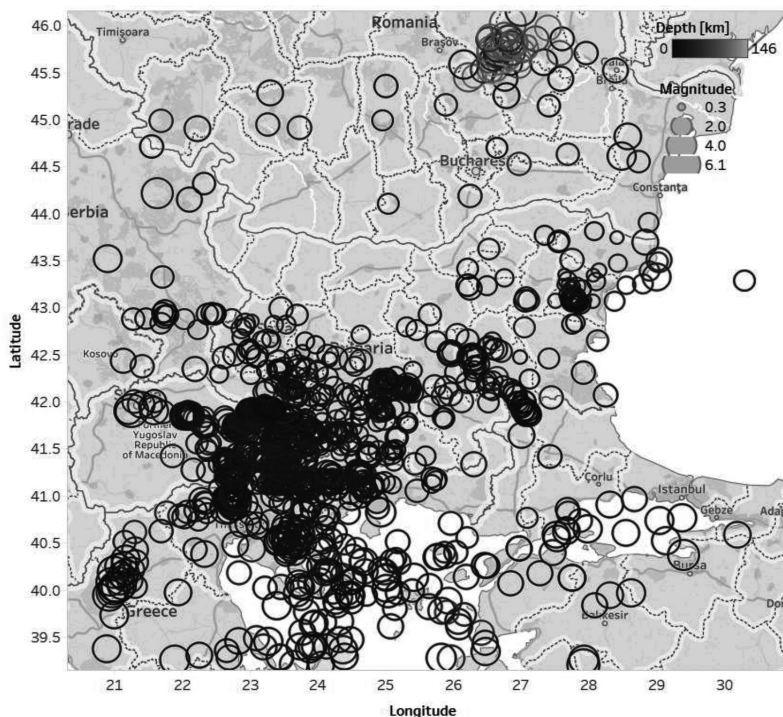 46.0
45.5
45.0
44.5
44.0
43.5
43.0
42.5
42.0
41.5
41.0
40.5
40.0
39.5
Latitude
Timişoara
Romania
Braşov
Depth [km]
0 146
Magnitude
0.3
2.0
4.0
6.1
rade
Bucharest
Constanţa
erbia
Kosovo
Yugoslav
Republic
of Macedonia
Çorlu
Istanbul
Gebze
Adap
Bursa
Greece
Balıkesir
21 22 23 24 25 26 27 28 29 30
Longitude